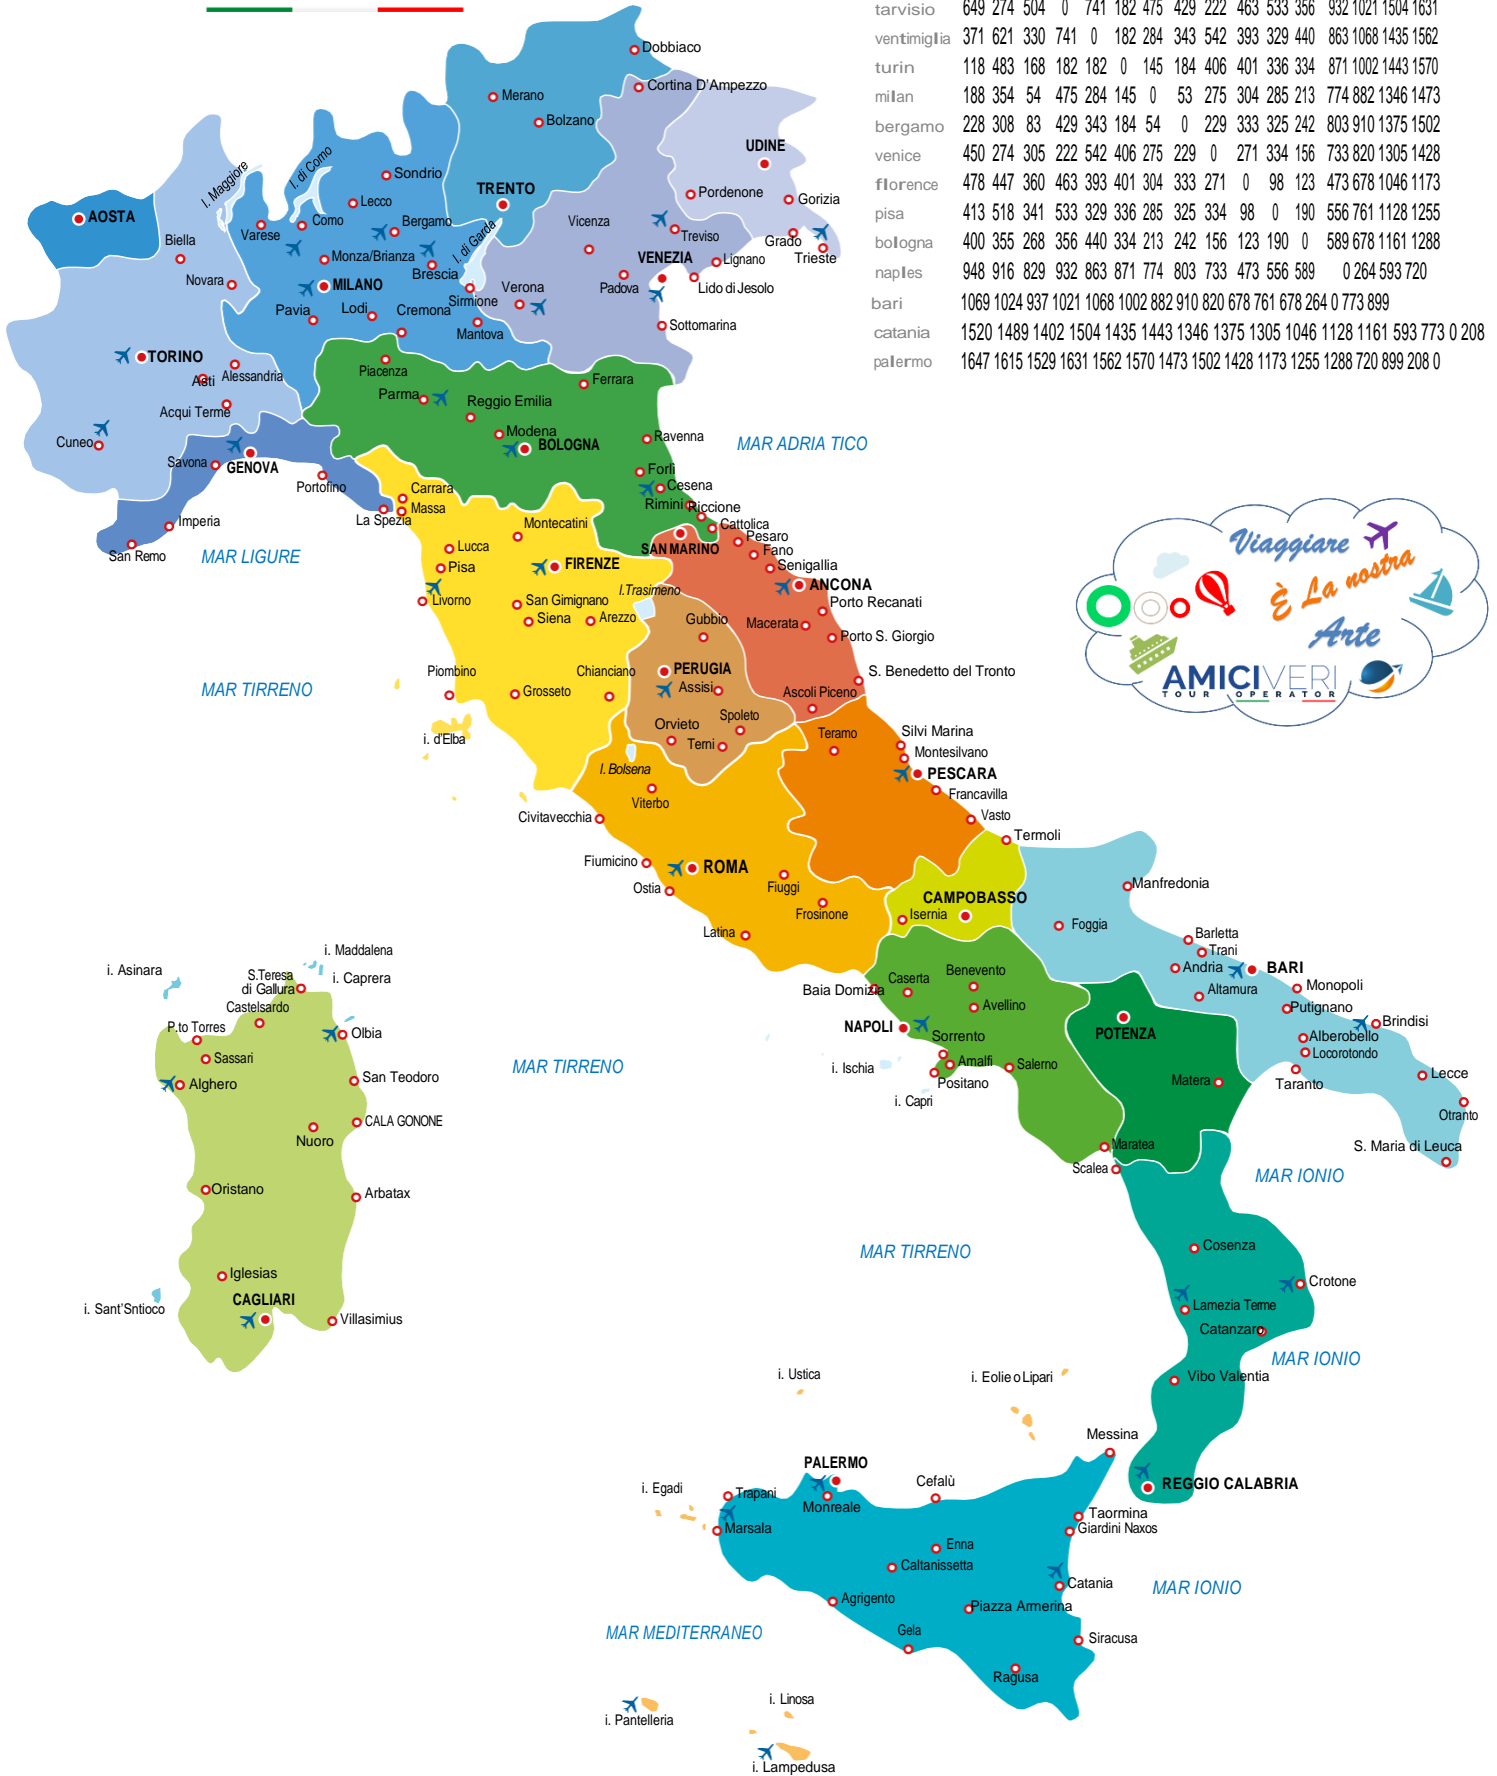 tarvisio 649 274 504 0 741 182 475 429 222 463 533 356 932 1021 1504 1631
ventimiglia 371 621 330 741 0 182 284 343 542 393 329 440 863 1068 1435 1562
turin 118 483 168 182 182 0 145 184 406 401 336 334 871 1002 1443 1570
milan 188 354 54 475 284 145 0 53 275 304 285 213 774 882 1346 1473
bergamo 228 308 83 429 343 184 54 0 229 333 325 242 803 910 1375 1502
venice 450 274 305 222 542 406 275 229 0 271 334 156 733 820 1305 1428
florence 478 447 360 463 393 401 304 333 271 0 98 123 473 678 1046 1173
pisa 413 518 341 533 329 336 285 325 334 98 0 190 556 761 1128 1255
bologna 400 355 268 356 440 334 213 242 156 123 190 0 589 678 1161 1288
naples 948 916 829 932 863 871 774 803 733 473 556 589 0 264 593 720
bari 1069 1024 937 1021 1068 1002 882 910 820 678 761 678 264 0 773 899
catania 1520 1489 1402 1504 1435 1443 1346 1375 1305 1046 1128 1161 593 773 0 208
palermo 1647 1615 1529 1631 1562 1570 1473 1502 1428 1173 1255 1288 720 899 208 0
Dobbiaco
Cortina D'Ampezzo
Merano
Bolzano
UDINE
TRENTO
Pordenone
Gorizia
Sondrio
Lecco
l. Maggiore
l. di Como
AOSTA
Biella
Varese
Como
Bergamo
Vicenza
Treviso
Grado
Trieste
Monza/Brianza
Brescia
l. di Garda
VENEZIA
Lignano
Novara
MILANO
Sirmione
Verona
Padova
Lido di Jesolo
Pavia
Lodi
Cremona
Mantova
Sottomarina
TORINO
Asti
Alessandria
Piacenza
Ferrara
Acqui Terme
Parma
Reggio Emilia
Cuneo
Modena
BOLOGNA
Ravenna
MAR ADRIA TICO
Savona
GENOVA
Portofino
Forlì
Cesena
Carrara
Massa
La Spezia
Rimini
Riccione
Cattolica
Imperia
San Remo
MAR LIGURE
Montecatini
SAN MARINO
Pesaro
Fano
Senigallia
Lucca
Pisa
FIRENZE
ANCONA
l.Trasimeno
Livorno
San Gimignano
Siena
Arezzo
Gubbio
Macerata
Porto Recanati
Porto S. Giorgio
Viaggiare
È La nostra
Arte
AMICIVERI
TOUR OPERATOR
MAR TIRRENO
Piombino
Grosseto
Chianciano
PERUGIA
Assisi
S. Benedetto del Tronto
Ascoli Piceno
i. d'Elba
Orvieto
Spoleto
Terni
Teramo
Silvi Marina
Montesilvano
l. Bolsena
Viterbo
PESCARA
Francavilla
Civitavecchia
Vasto
Termoli
Fiumicino
ROMA
Ostia
Fiuggi
Frosinone
Latina
CAMPOBASSO
Isernia
Manfredonia
Foggia
Barletta
Trani
Andria
BARI
Altamura
Monopoli
Putignano
Brindisi
Alberobello
Locorotondo
Taranto
Lecce
Otranto
S. Maria di Leuca
Baia Domizia
Caserta
Benevento
Avellino
NAPOLI
Sorrento
Amalfi
Positano
Salerno
i. Ischia
i. Capri
POTENZA
Matera
Maratea
Scalea
MAR TIRRENO
i. Asinara
i. Maddalena
i. Caprera
S.Teresa
di Gallura
Castelsardo
P.to Torres
Olbia
Sassari
Alghero
San Teodoro
CALA GONONE
Nuoro
Oristano
Arbatax
Iglesias
CAGLIARI
i. Sant'Sntioco
Villasimius
MAR IONIO
MAR TIRRENO
Cosenza
Crotone
Lamezia Terme
Catanzaro
MAR IONIO
Vibo Valentia
i. Ustica
i. Eolie o Lipari
Messina
REGGIO CALABRIA
PALERMO
Monreale
Cefalù
i. Egadi
Trapani
Marsala
Taormina
Giardini Naxos
Enna
Caltanissetta
Catania
MAR IONIO
Agrigento
Piazza Armerina
Gela
Siracusa
Ragusa
MAR MEDITERRANEO
i. Pantelleria
i. Linosa
i. Lampedusa